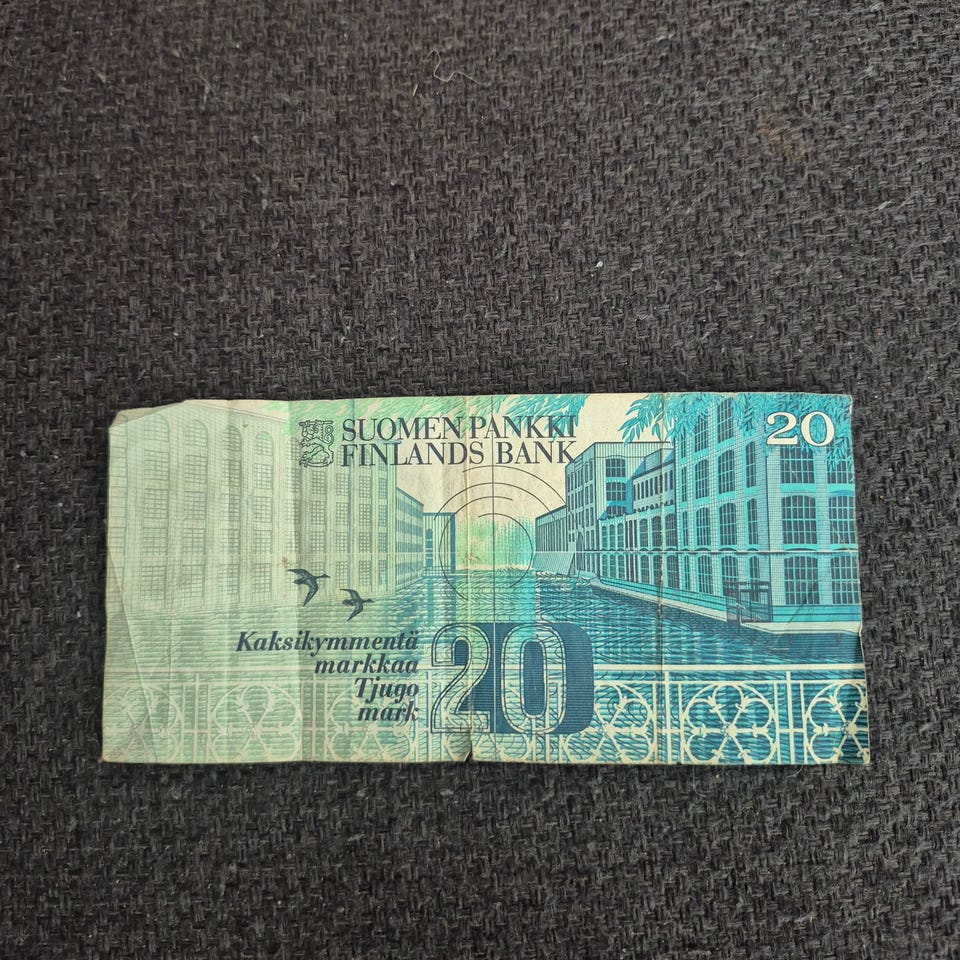 SUOMEN PANKKI
FINLANDS BANK
20
Kaksikymmentä
markkaa
Tjugo
mark
20